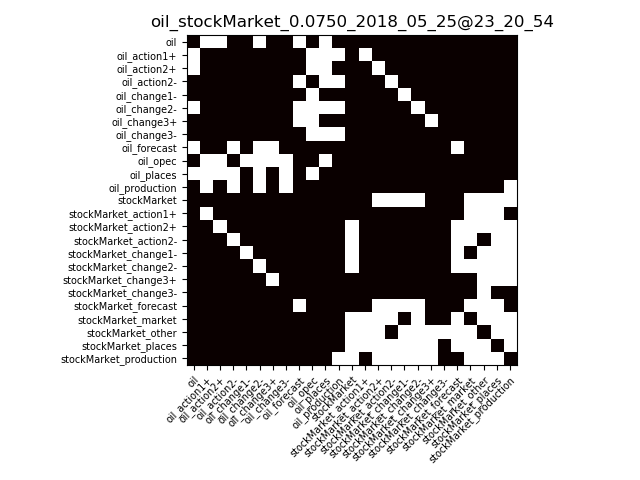 oil_stockMarket_0.0750_2018_05_25@23_20_54
oil
oil_action1+
oil_action2+
oil_action2-
oil_change1-
oil_change2-
oil_change3+
oil_change3-
oil_forecast
oil_opec
oil_places
oil_production
stockMarket
stockMarket_action1+
stockMarket_action2+
stockMarket_action2-
stockMarket_change1-
stockMarket_change2-
stockMarket_change3+
stockMarket_change3-
stockMarket_forecast
stockMarket_market
stockMarket_other
stockMarket_places
stockMarket_production
oil
oil_action1+
oil_action2+
oil_action2-
oil_change1-
oil_change2-
oil_change3+
oil_change3-
oil_forecast
oil_opec
oil_places
oil_production
stockMarket
stockMarket_action1+
stockMarket_action2+
stockMarket_action2-
stockMarket_change1-
stockMarket_change2-
stockMarket_change3+
stockMarket_change3-
stockMarket_forecast
stockMarket_market
stockMarket_other
stockMarket_places
stockMarket_production